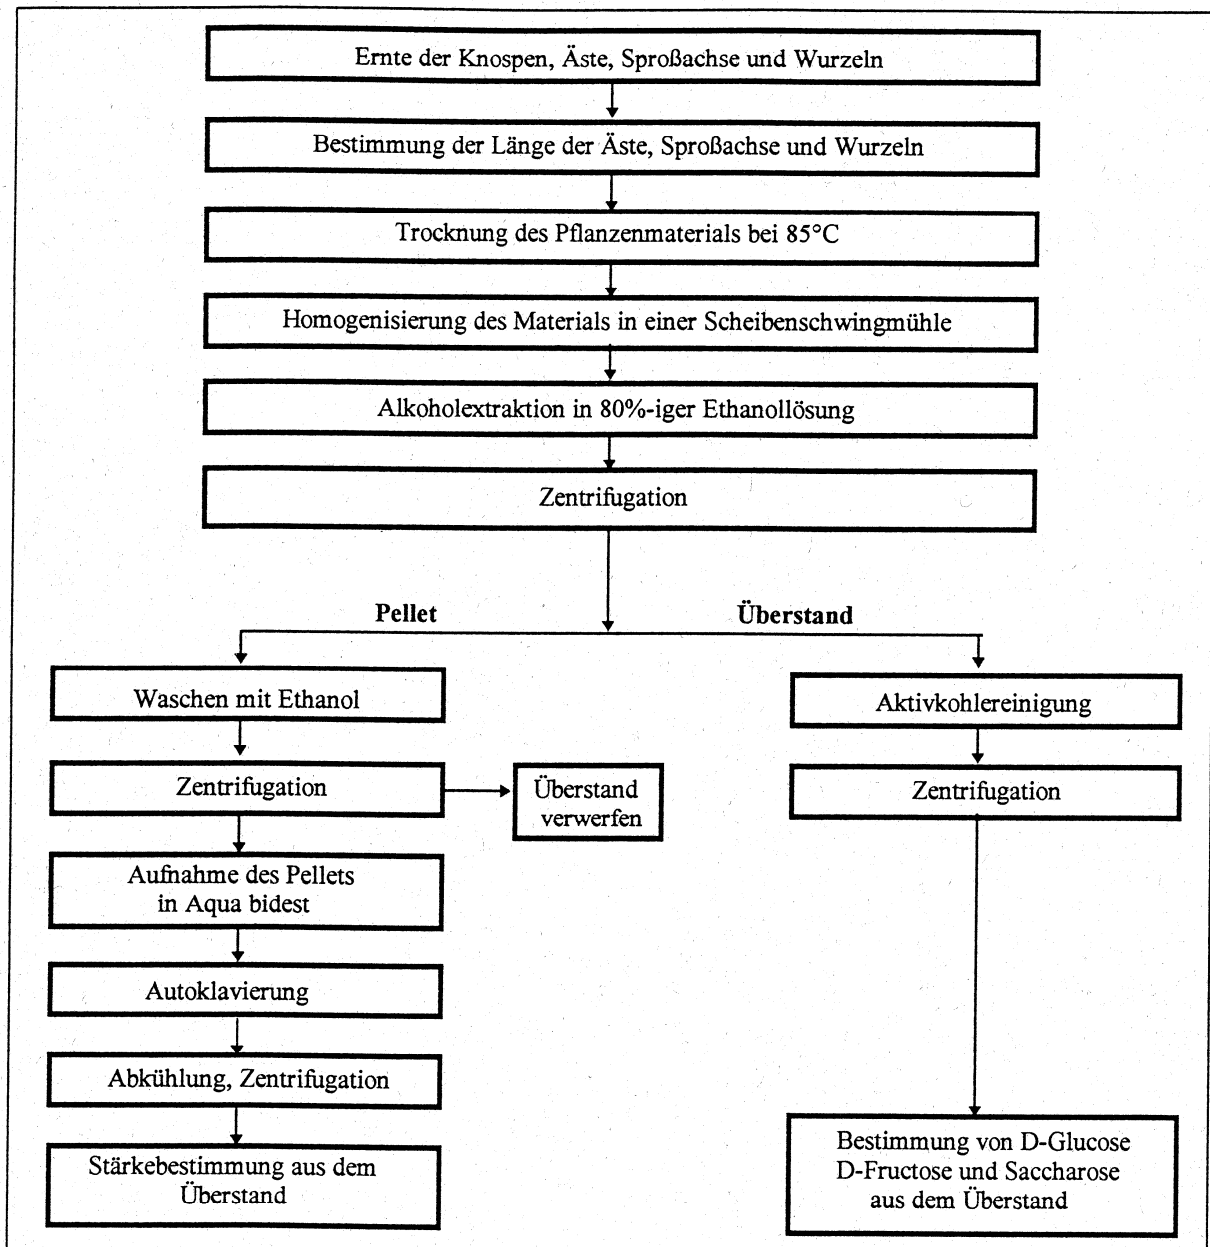 Ernte der Knospen, Äste, Sproßachse und Wurzeln
Bestimmung der Länge der Äste, Sproßachse und Wurzeln
Trocknung des Pflanzenmaterials bei 85°C
Homogenisierung des Materials in einer Scheibenschwingmühle
Alkoholextraktion in 80%-iger Ethanollösung
Zentrifugation
Pellet
Überstand
Waschen mit Ethanol
Zentrifugation
Überstand
verwerfen
Aufnahme des Pellets
in Aqua bidest
Autoklavierung
Abkühlung, Zentrifugation
Stärkebestimmung aus dem
Überstand
Aktivkohlereinigung
Zentrifugation
Bestimmung von D-Glucose
D-Fructose und Saccharose
aus dem Überstand